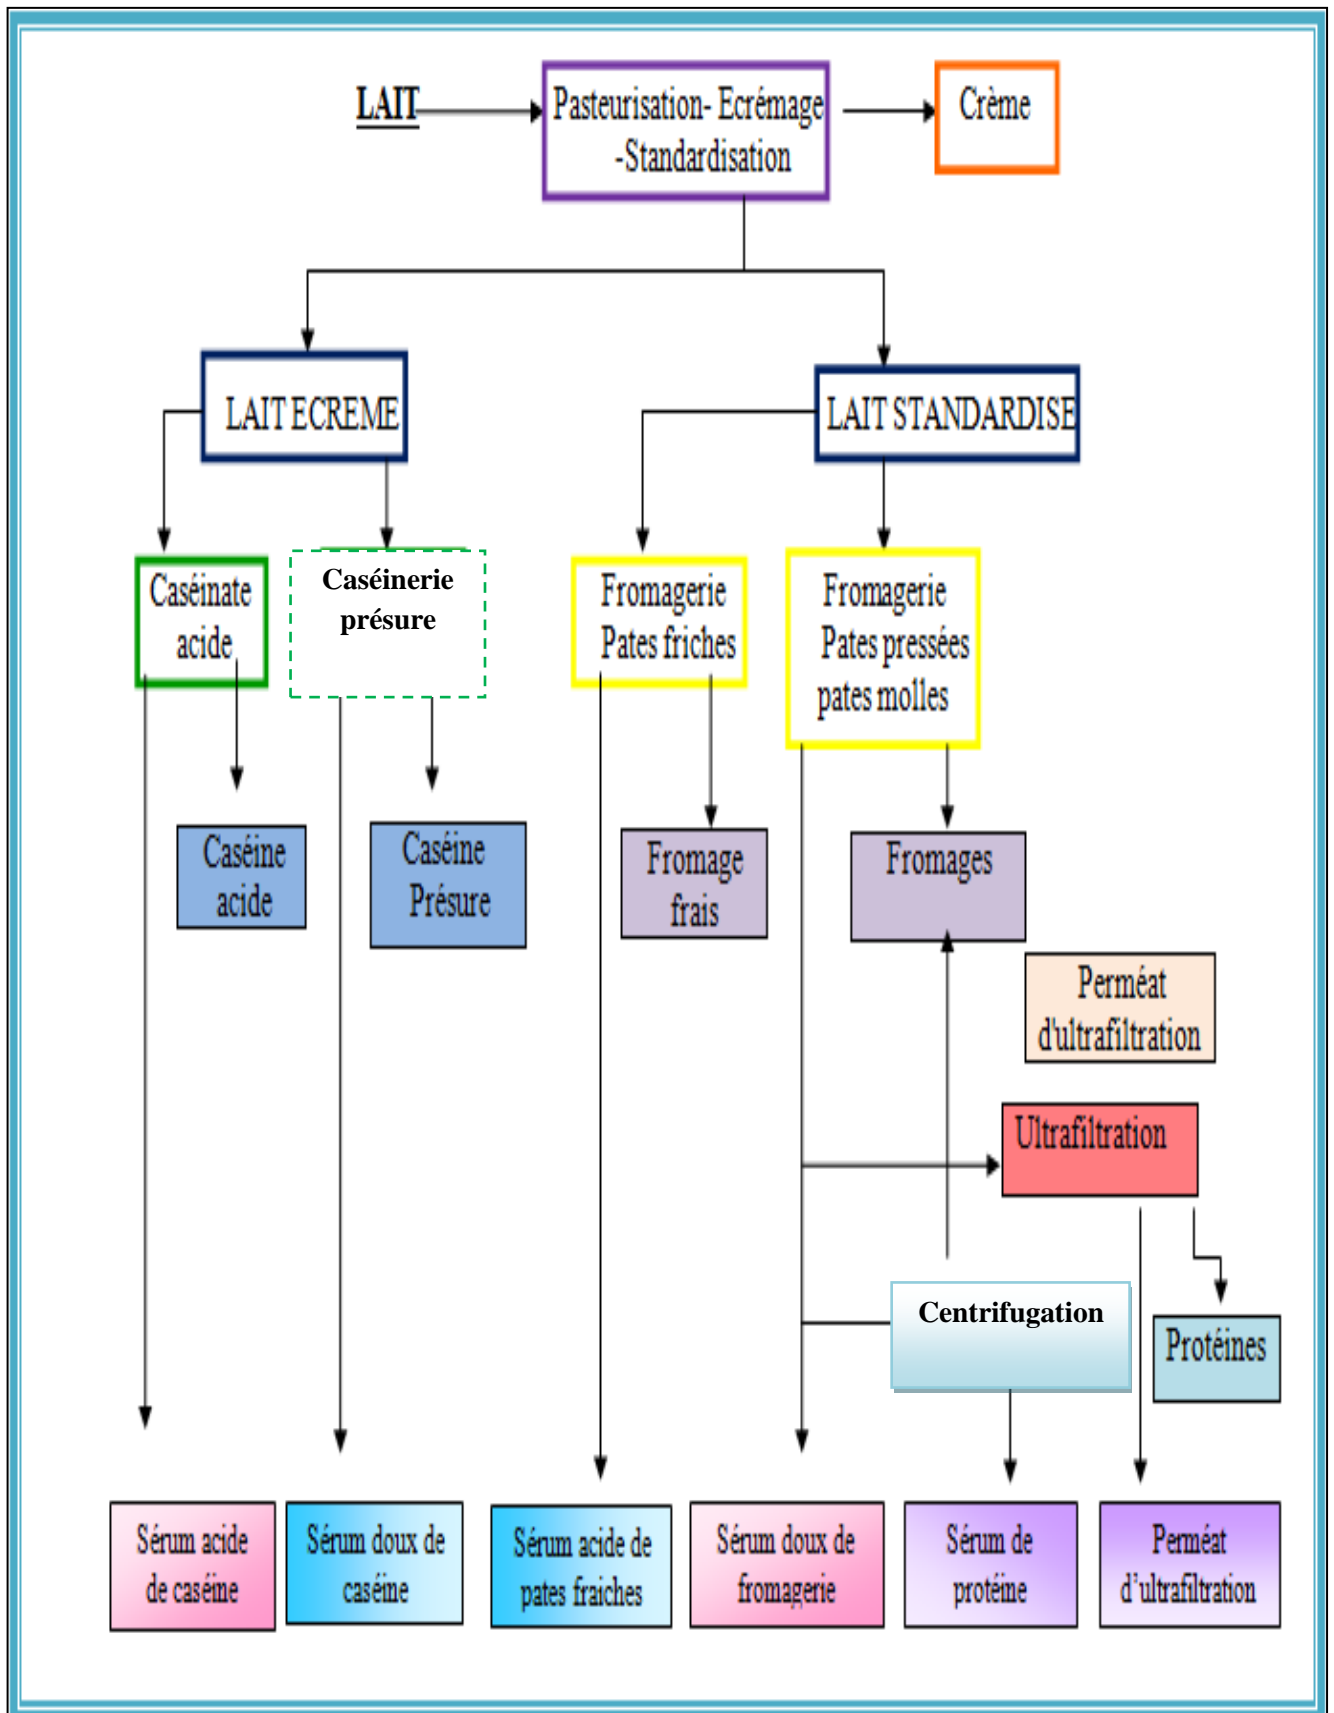 LAIT
Pasteurisation- Ecrémage
-Standardisation
Crème
LAIT ECREME
LAIT STANDARDISE
Caséinate
acide
Caséinerie
présure
Fromagerie
Pates friches
Fromagerie
Pates pressées
pates molles
Caséine
acide
Caséine
Présure
Fromage
frais
Fromages
Perméat
d'ultrafiltration
Ultrafiltration
Centrifugation
Protéines
Sérum acide
de caséine
Sérum doux de
caséine
Sérum acide de
pates fraiches
Sérum doux de
fromagerie
Sérum de
protéine
Perméat
d’ultrafiltration